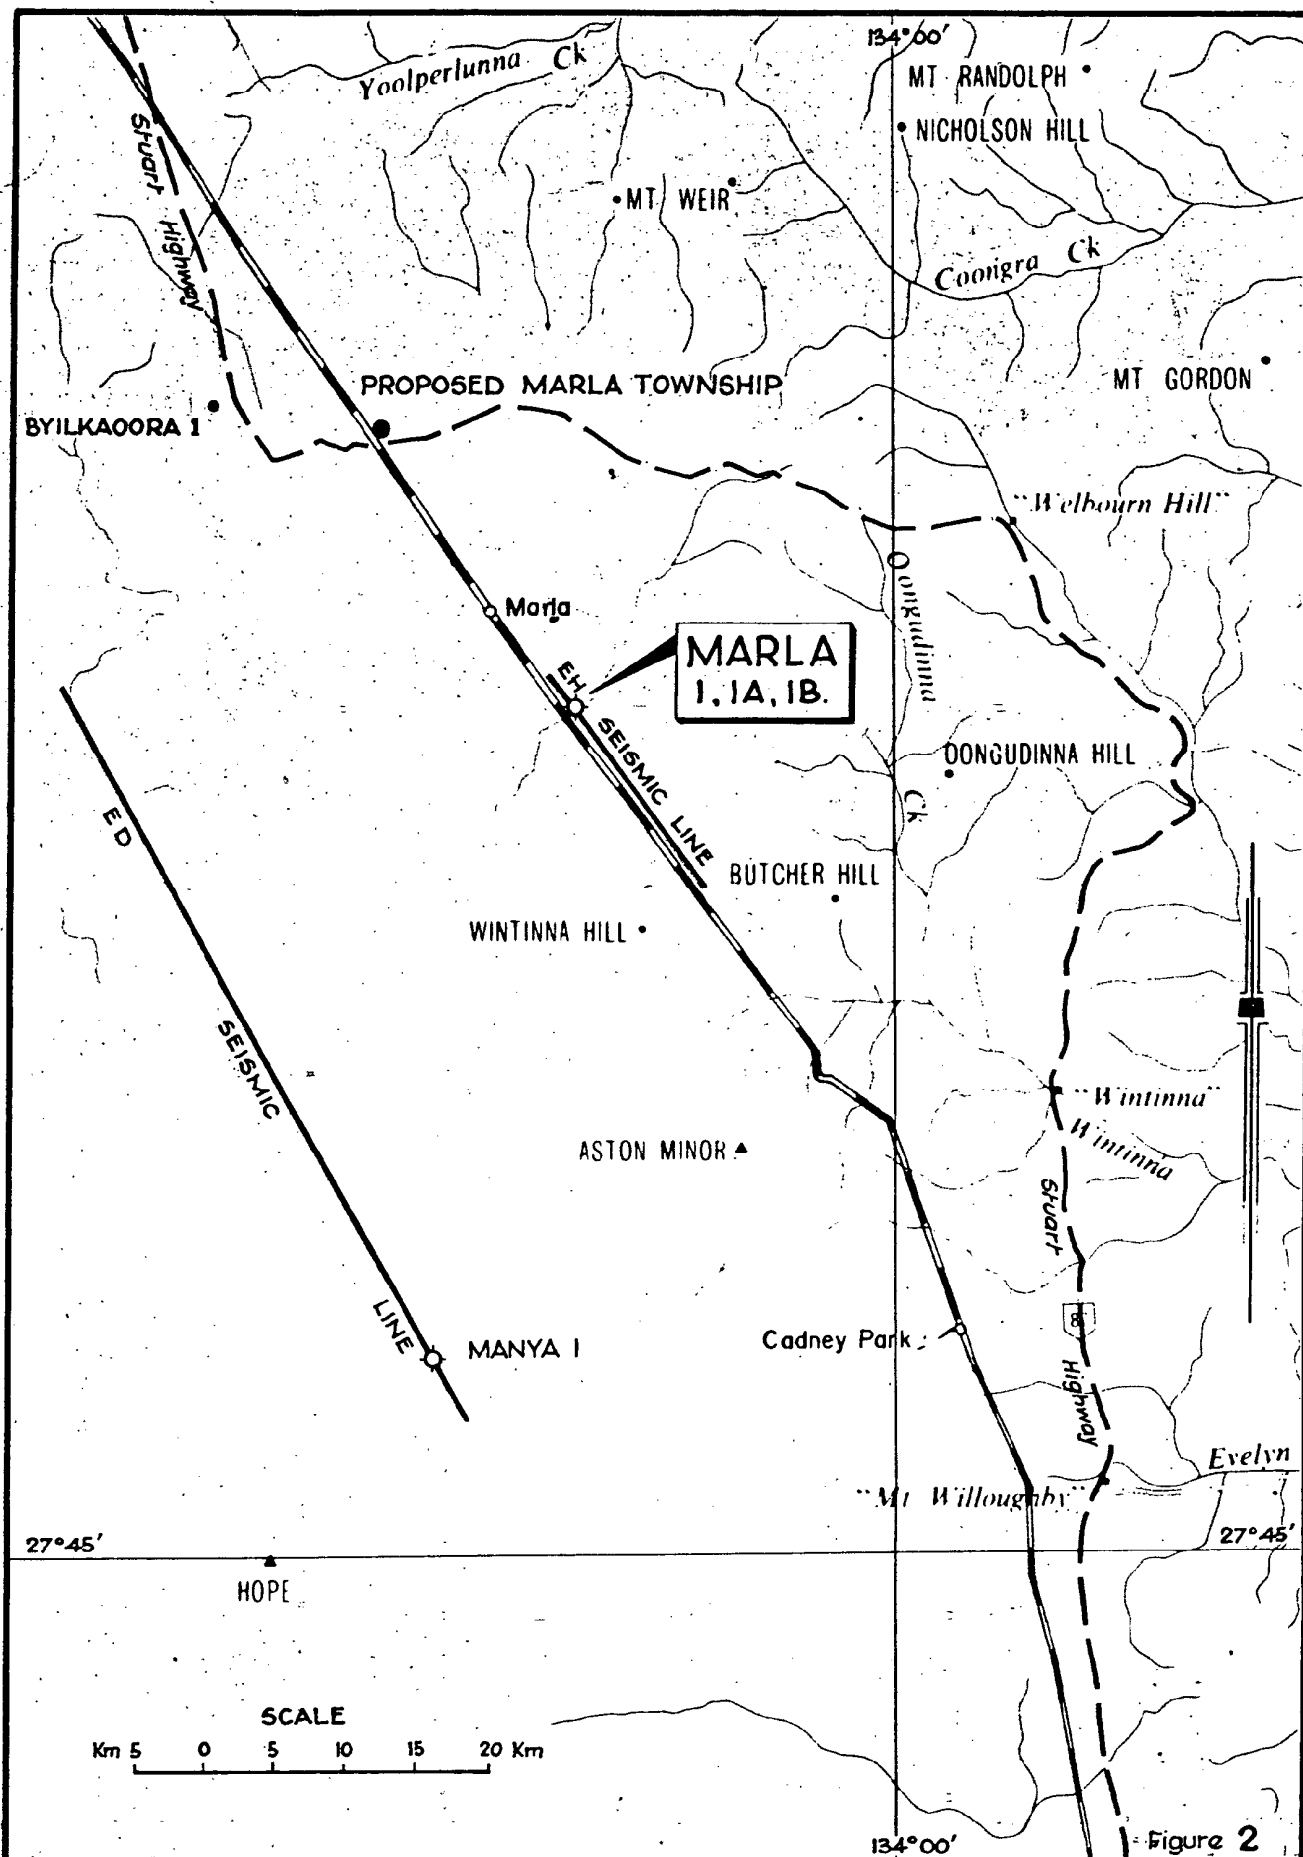 134°00'
Yoolperlunna Ck
MT RANDOLPH
NICHOLSON HILL
Stuart Highway
MT WEIR
Coongra Ck
MT GORDON
PROPOSED MARLA TOWNSHIP
BYILKAOORA 1
"Welbourn Hill"
Oongudinna Ck
Marla
MARLA
1, 1A, 1B.
EH SEISMIC LINE
OONGUDINNA HILL
ED SEISMIC LINE
BUTCHER HILL
WINTINNA HILL
"Wintinna"
Wintinna
ASTON MINOR
Stuart Highway
Cadney Park
MANYA 1
Evelyn
"Mt Willoughby"
27°45'
27°45'
HOPE
SCALE
Km 5 0 5 10 15 20 Km
134°00'
Figure 2